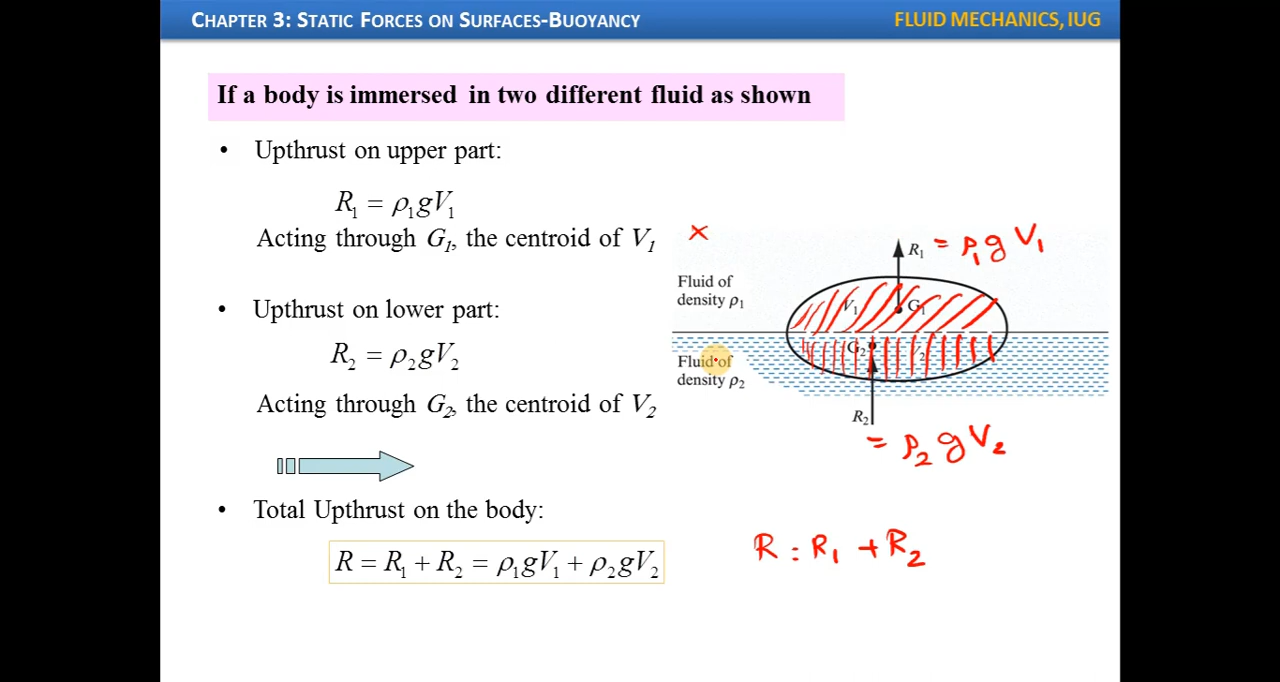 CHAPTER 3: STATIC FORCES ON SURFACES-BUOYANCY
FLUID MECHANICS, IUG
If a body is immersed in two different fluid as shown
• Upthrust on upper part:
R₁ = ρ₁gV₁
Acting through G₁, the centroid of V₁
×
• Upthrust on lower part:
R₂ = ρ₂gV₂
Acting through G₂, the centroid of V₂
• Total Upthrust on the body:
R = R₁ + R₂ = ρ₁gV₁ + ρ₂gV₂
R₁ = ρ₁ g V₁
Fluid of
density ρ₁
V₁ G₁
G₂ V₂
Fluid of
density ρ₂
R₂
= ρ₂ g V₂
R = R₁ + R₂